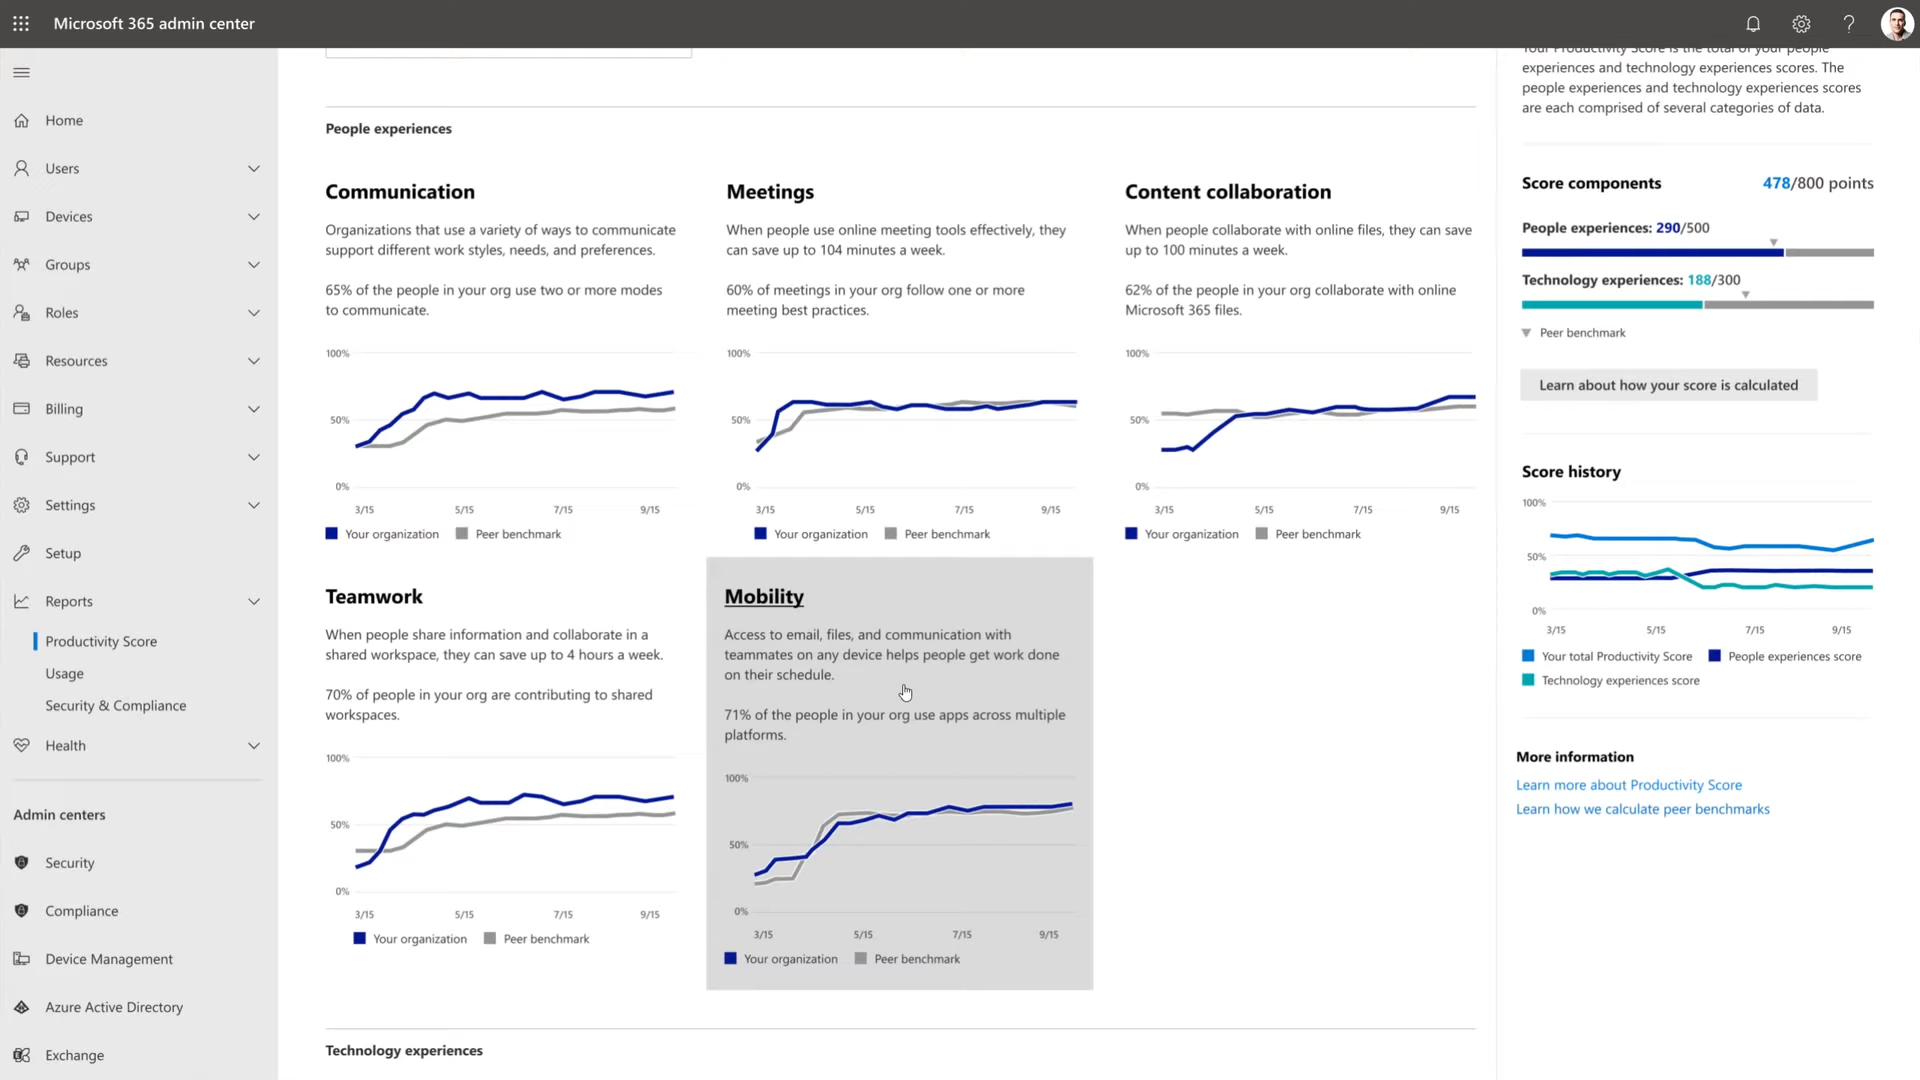 Microsoft 365 admin center
Home
Users
Devices
Groups
Roles
Resources
Billing
Support
Settings
Setup
Reports
Productivity Score
Usage
Security & Compliance
Health
Admin centers
Security
Compliance
Device Management
Azure Active Directory
Exchange
People experiences
Communication
Organizations that use a variety of ways to communicate
support different work styles, needs, and preferences.
65% of the people in your org use two or more modes
to communicate.
100%
50%
0%
3/15 5/15 7/15 9/15
Your organization Peer benchmark
Meetings
When people use online meeting tools effectively, they
can save up to 104 minutes a week.
60% of meetings in your org follow one or more
meeting best practices.
100%
50%
0%
3/15 5/15 7/15 9/15
Your organization Peer benchmark
Content collaboration
When people collaborate with online files, they can save
up to 100 minutes a week.
62% of the people in your org collaborate with online
Microsoft 365 files.
100%
50%
0%
3/15 5/15 7/15 9/15
Your organization Peer benchmark
Teamwork
When people share information and collaborate in a
shared workspace, they can save up to 4 hours a week.
70% of people in your org are contributing to shared
workspaces.
100%
50%
0%
3/15 5/15 7/15 9/15
Your organization Peer benchmark
Mobility
Access to email, files, and communication with
teammates on any device helps people get work done
on their schedule.
71% of the people in your org use apps across multiple
platforms.
100%
50%
0%
3/15 5/15 7/15 9/15
Your organization Peer benchmark
Technology experiences
Your Productivity Score is the total of your people
experiences and technology experiences scores. The
people experiences and technology experiences scores
are each comprised of several categories of data.
Score components 478/800 points
People experiences: 290/500
Technology experiences: 188/300
Peer benchmark
Learn about how your score is calculated
Score history
100%
50%
0%
3/15 5/15 7/15 9/15
Your total Productivity Score People experiences score
Technology experiences score
More information
Learn more about Productivity Score
Learn how we calculate peer benchmarks